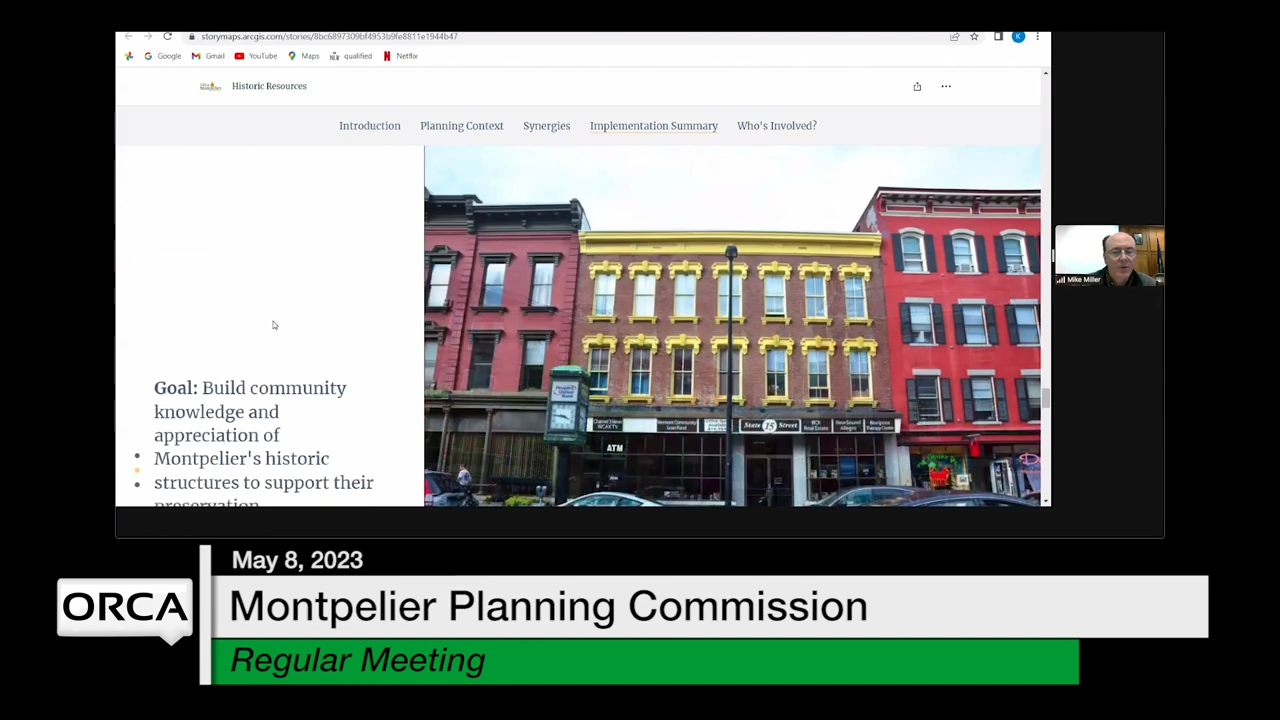 storymaps.arcgis.com/stories/8bc6897309bf4953b9fe8811e1944b47
Google Gmail YouTube Maps qualified Netflix
Historic Resources
Introduction Planning Context Synergies Implementation Summary Who's Involved?
Goal: Build community
knowledge and
appreciation of
Montpelier's historic
structures to support their
preservation
ATM
State 15 Street
K
Mike Miller
May 8, 2023
ORCA
Montpelier Planning Commission
Regular Meeting